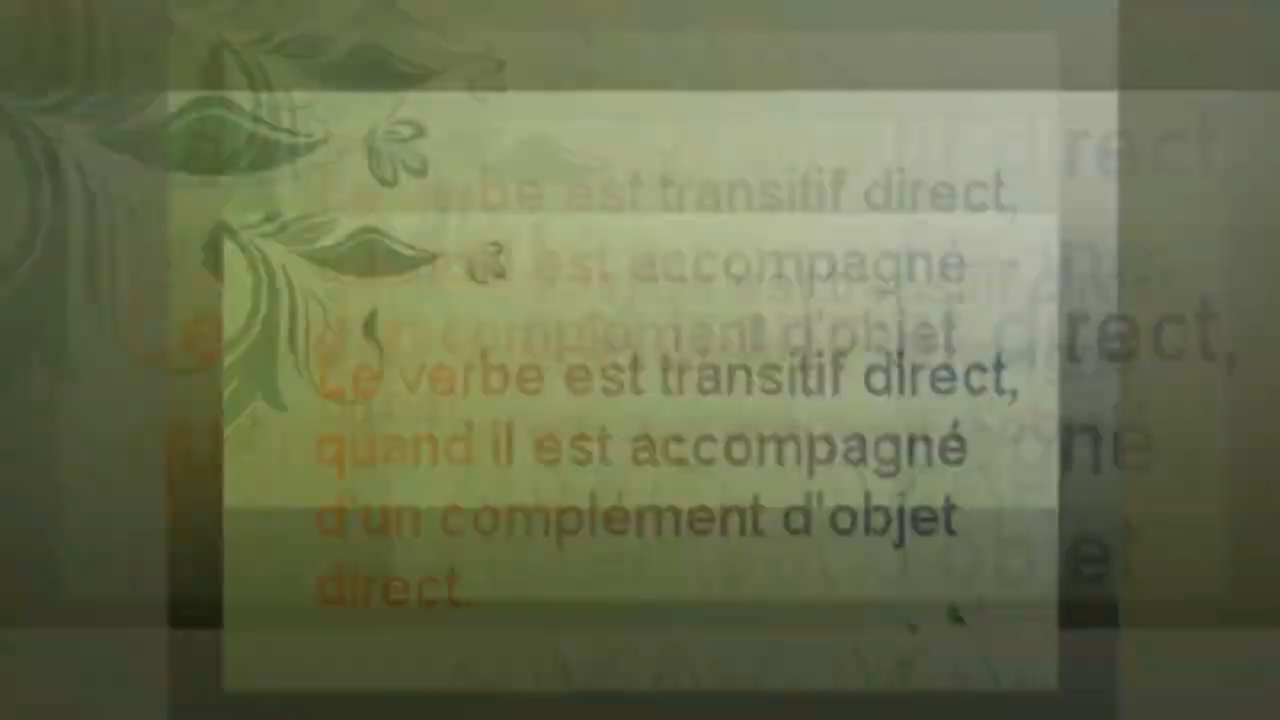 Le verbe est transitif direct,
quand il est accompagné
d'un complément d'objet
direct.